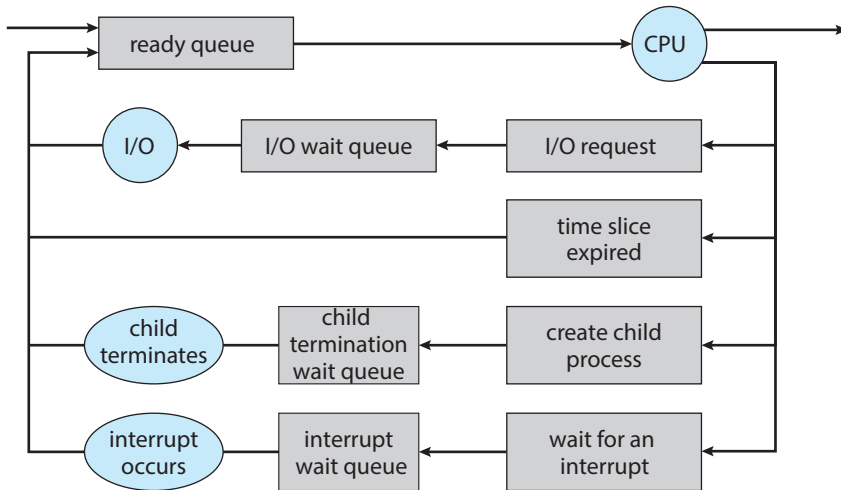 ready queue
CPU
I/O
I/O wait queue
I/O request
time slice
expired
child
terminates
child
termination
wait queue
create child
process
interrupt
occurs
interrupt
wait queue
wait for an
interrupt